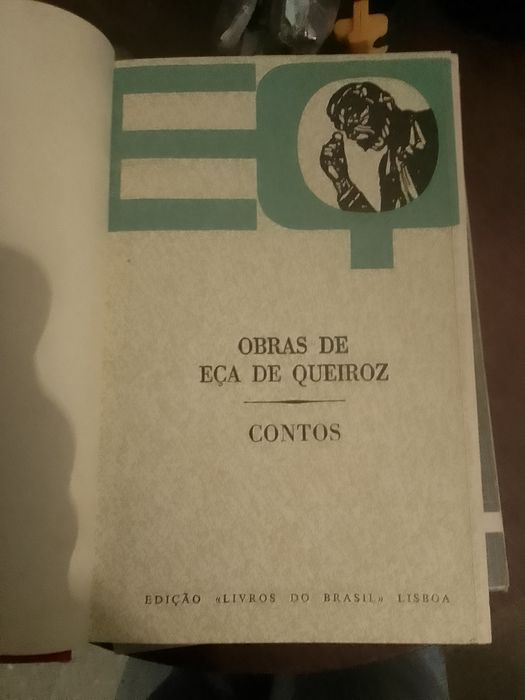 EQ
OBRAS DE
EÇA DE QUEIROZ
CONTOS
EDIÇÃO «LIVROS DO BRASIL» LISBOA